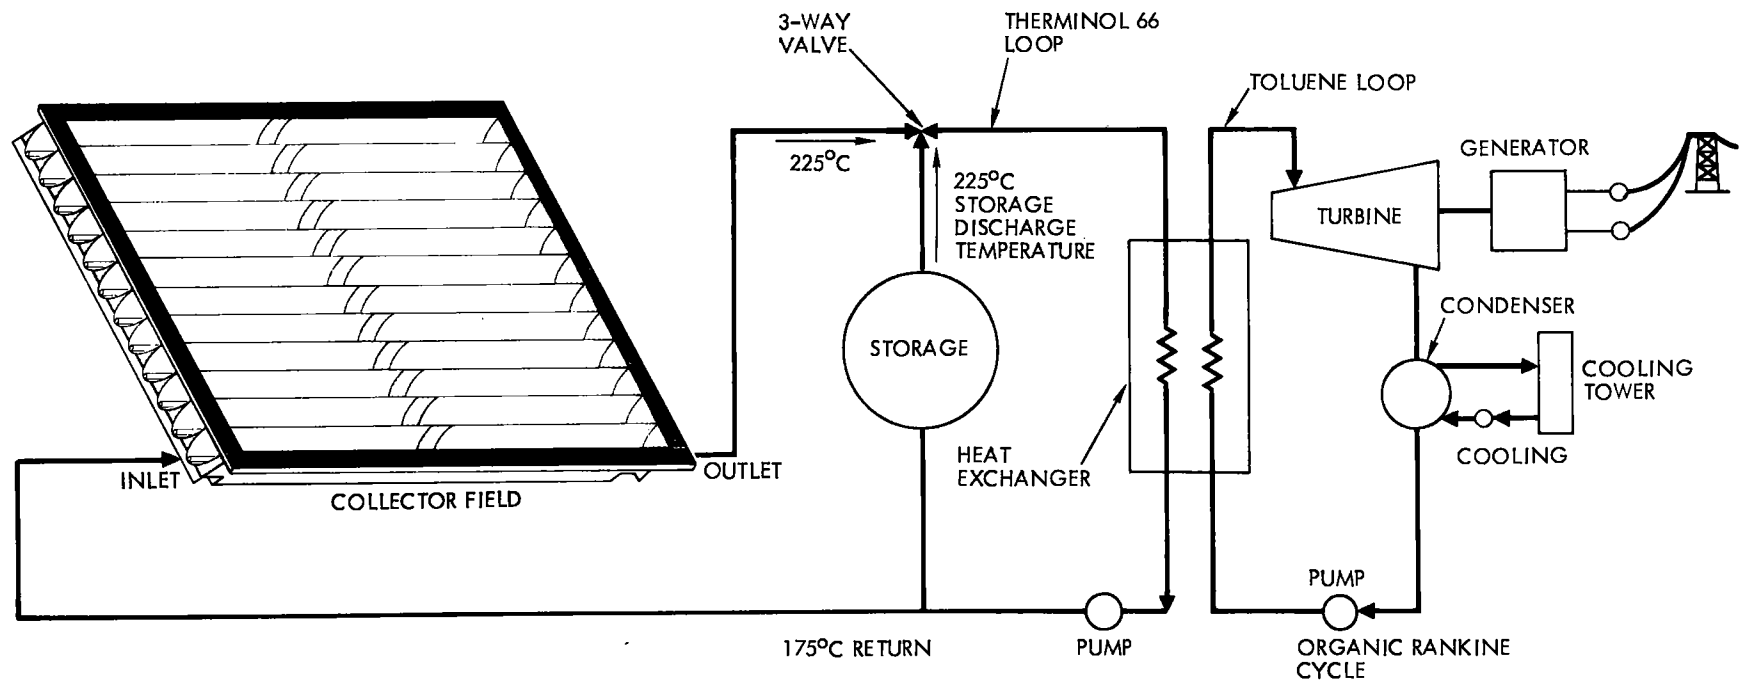 3-WAY
VALVE
THERMINOL 66
LOOP
TOLUENE LOOP
225°C
225°C
STORAGE
DISCHARGE
TEMPERATURE
GENERATOR
TURBINE
STORAGE
CONDENSER
COOLING
TOWER
COOLING
HEAT
EXCHANGER
INLET
OUTLET
COLLECTOR FIELD
175°C RETURN
PUMP
PUMP
ORGANIC RANKINE
CYCLE